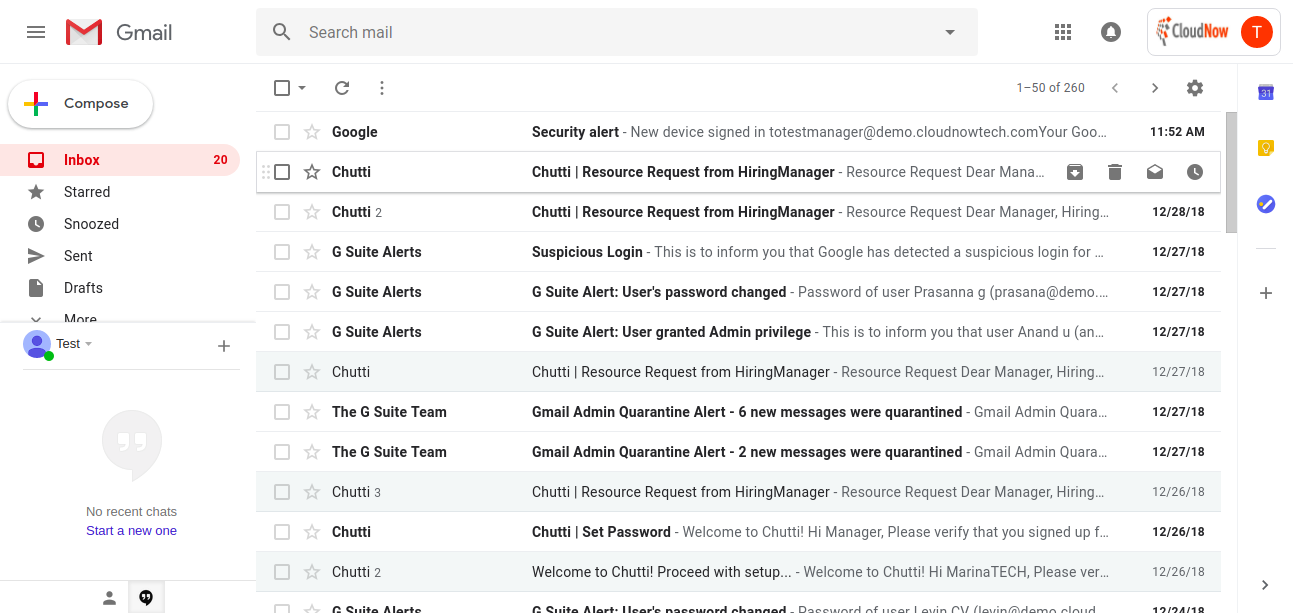 Gmail
Search mail
CloudNow
T
Compose
1–50 of 260
31
Inbox 20
Starred
Snoozed
Sent
Drafts
More
Test
No recent chats
Start a new one
Google Security alert - New device signed in totestmanager@demo.cloudnowtech.comYour Goo... 11:52 AM
Chutti Chutti | Resource Request from HiringManager - Resource Request Dear Mana...
Chutti 2 Chutti | Resource Request from HiringManager - Resource Request Dear Manager, Hiring... 12/28/18
G Suite Alerts Suspicious Login - This is to inform you that Google has detected a suspicious login for ... 12/27/18
G Suite Alerts G Suite Alert: User's password changed - Password of user Prasanna g (prasana@demo.... 12/27/18
G Suite Alerts G Suite Alert: User granted Admin privilege - This is to inform you that user Anand u (an... 12/27/18
Chutti Chutti | Resource Request from HiringManager - Resource Request Dear Manager, Hiring... 12/27/18
The G Suite Team Gmail Admin Quarantine Alert - 6 new messages were quarantined - Gmail Admin Quara... 12/27/18
The G Suite Team Gmail Admin Quarantine Alert - 2 new messages were quarantined - Gmail Admin Quara... 12/27/18
Chutti 3 Chutti | Resource Request from HiringManager - Resource Request Dear Manager, Hiring... 12/26/18
Chutti Chutti | Set Password - Welcome to Chutti! Hi Manager, Please verify that you signed up f... 12/26/18
Chutti 2 Welcome to Chutti! Proceed with setup... - Welcome to Chutti! Hi MarinaTECH, Please ver... 12/26/18
G Suite Alerts G Suite Alert: User's password changed - Password of user Levin CV (levin@demo.cloud... 12/24/18